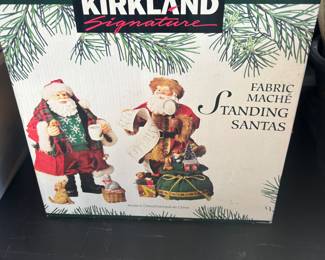 KIRKLAND
Signature
FABRIC
MACHÉ
STANDING
SANTAS